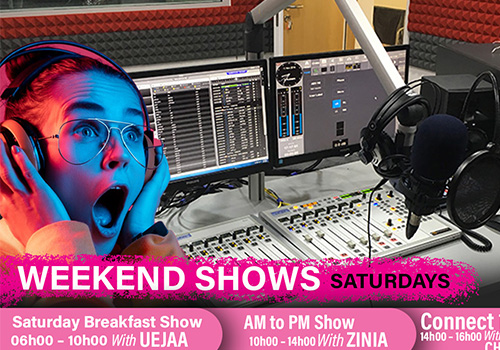 WEEKEND SHOWS SATURDAYS
Saturday Breakfast Show
06h00 – 10h00 With UEJAA
AM to PM Show
10h00 – 14h00 With ZINIA
Connect
14h00 – 16h00